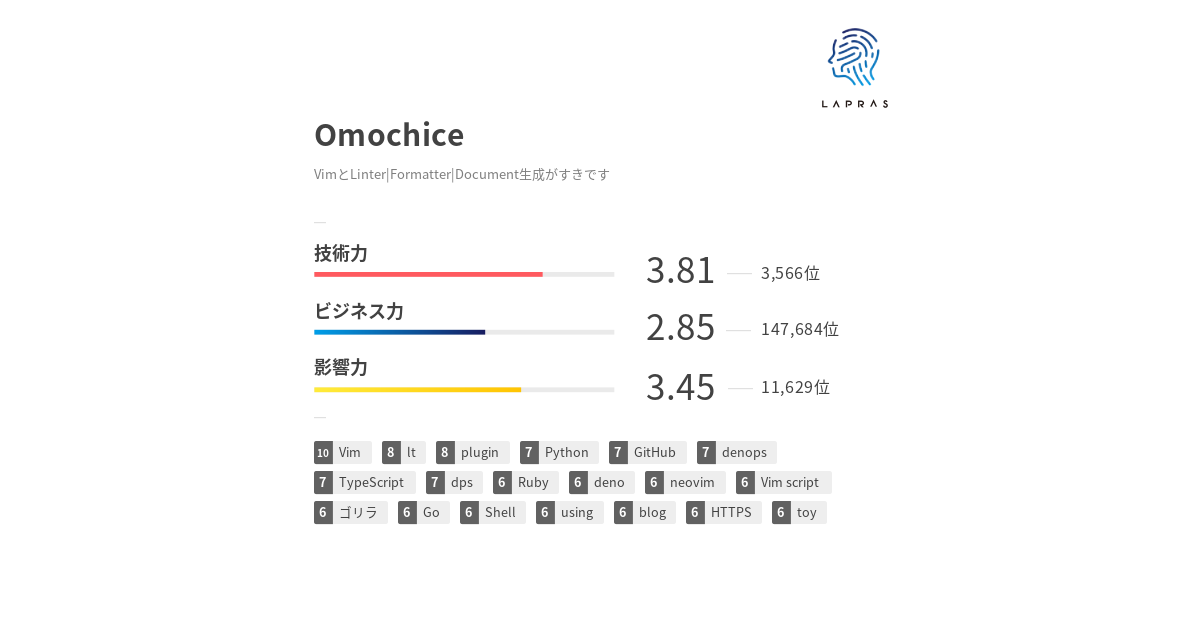 LAPRAS
Omochice
VimとLinter|Formatter|Document生成がすきです
技術力
3.81 3,566位
ビジネス力
2.85 147,684位
影響力
3.45 11,629位
10 Vim 8 lt 8 plugin 7 Python 7 GitHub 7 denops
7 TypeScript 7 dps 6 Ruby 6 deno 6 neovim 6 Vim script
6 ゴリラ 6 Go 6 Shell 6 using 6 blog 6 HTTPS 6 toy